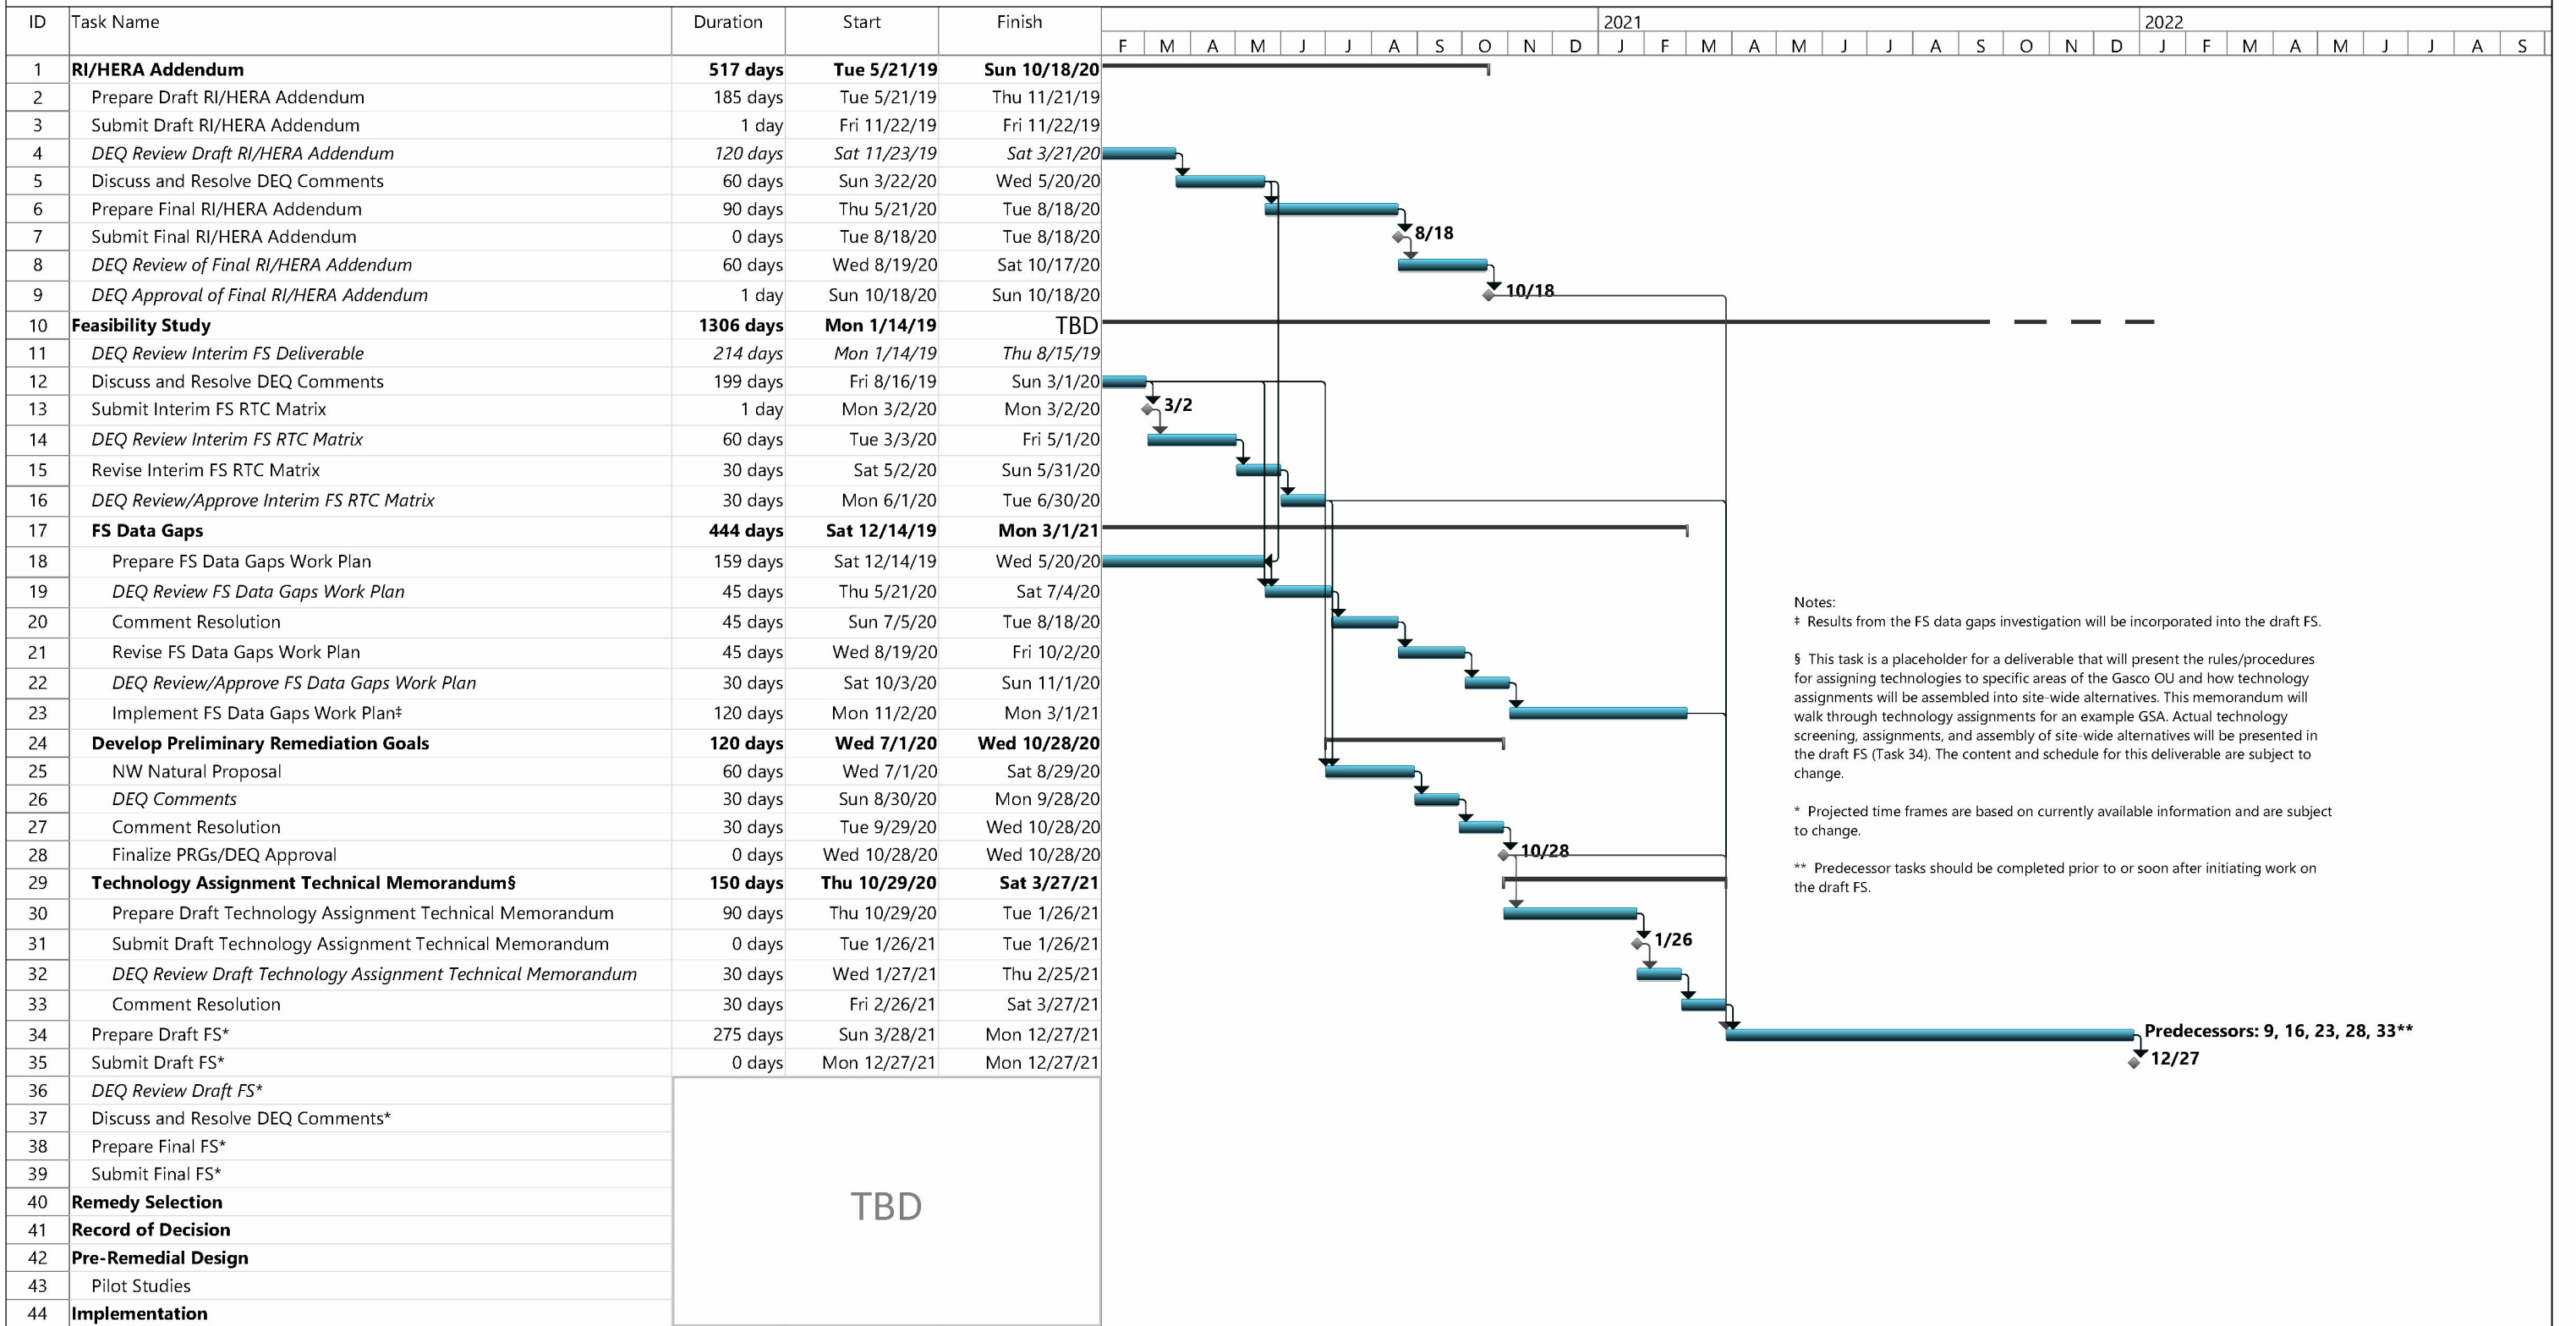 ID Task Name Duration Start Finish 2021 2022
F M A M J J A S O N D J F M A M J J A S O N D J F M A M J J A S
1 RI/HERA Addendum 517 days Tue 5/21/19 Sun 10/18/20
2 Prepare Draft RI/HERA Addendum 185 days Tue 5/21/19 Thu 11/21/19
3 Submit Draft RI/HERA Addendum 1 day Fri 11/22/19 Fri 11/22/19
4 DEQ Review Draft RI/HERA Addendum 120 days Sat 11/23/19 Sat 3/21/20
5 Discuss and Resolve DEQ Comments 60 days Sun 3/22/20 Wed 5/20/20
6 Prepare Final RI/HERA Addendum 90 days Thu 5/21/20 Tue 8/18/20
7 Submit Final RI/HERA Addendum 0 days Tue 8/18/20 Tue 8/18/20 8/18
8 DEQ Review of Final RI/HERA Addendum 60 days Wed 8/19/20 Sat 10/17/20
9 DEQ Approval of Final RI/HERA Addendum 1 day Sun 10/18/20 Sun 10/18/20 10/18
10 Feasibility Study 1306 days Mon 1/14/19 TBD
11 DEQ Review Interim FS Deliverable 214 days Mon 1/14/19 Thu 8/15/19
12 Discuss and Resolve DEQ Comments 199 days Fri 8/16/19 Sun 3/1/20
13 Submit Interim FS RTC Matrix 1 day Mon 3/2/20 Mon 3/2/20 3/2
14 DEQ Review Interim FS RTC Matrix 60 days Tue 3/3/20 Fri 5/1/20
15 Revise Interim FS RTC Matrix 30 days Sat 5/2/20 Sun 5/31/20
16 DEQ Review/Approve Interim FS RTC Matrix 30 days Mon 6/1/20 Tue 6/30/20
17 FS Data Gaps 444 days Sat 12/14/19 Mon 3/1/21
18 Prepare FS Data Gaps Work Plan 159 days Sat 12/14/19 Wed 5/20/20
19 DEQ Review FS Data Gaps Work Plan 45 days Thu 5/21/20 Sat 7/4/20
20 Comment Resolution 45 days Sun 7/5/20 Tue 8/18/20
21 Revise FS Data Gaps Work Plan 45 days Wed 8/19/20 Fri 10/2/20
22 DEQ Review/Approve FS Data Gaps Work Plan 30 days Sat 10/3/20 Sun 11/1/20
23 Implement FS Data Gaps Work Plan‡ 120 days Mon 11/2/20 Mon 3/1/21
24 Develop Preliminary Remediation Goals 120 days Wed 7/1/20 Wed 10/28/20
25 NW Natural Proposal 60 days Wed 7/1/20 Sat 8/29/20
26 DEQ Comments 30 days Sun 8/30/20 Mon 9/28/20
27 Comment Resolution 30 days Tue 9/29/20 Wed 10/28/20
28 Finalize PRGs/DEQ Approval 0 days Wed 10/28/20 Wed 10/28/20 10/28
29 Technology Assignment Technical Memorandum§ 150 days Thu 10/29/20 Sat 3/27/21
30 Prepare Draft Technology Assignment Technical Memorandum 90 days Thu 10/29/20 Tue 1/26/21
31 Submit Draft Technology Assignment Technical Memorandum 0 days Tue 1/26/21 Tue 1/26/21 1/26
32 DEQ Review Draft Technology Assignment Technical Memorandum 30 days Wed 1/27/21 Thu 2/25/21
33 Comment Resolution 30 days Fri 2/26/21 Sat 3/27/21
34 Prepare Draft FS* 275 days Sun 3/28/21 Mon 12/27/21 Predecessors: 9, 16, 23, 28, 33**
35 Submit Draft FS* 0 days Mon 12/27/21 Mon 12/27/21 12/27
36 DEQ Review Draft FS*
37 Discuss and Resolve DEQ Comments*
38 Prepare Final FS*
39 Submit Final FS*
40 Remedy Selection
TBD
41 Record of Decision
42 Pre-Remedial Design
43 Pilot Studies
44 Implementation
Notes:
‡ Results from the FS data gaps investigation will be incorporated into the draft FS.
§ This task is a placeholder for a deliverable that will present the rules/procedures
for assigning technologies to specific areas of the Gasco OU and how technology
assignments will be assembled into site-wide alternatives. This memorandum will
walk through technology assignments for an example GSA. Actual technology
screening, assignments, and assembly of site-wide alternatives will be presented in
the draft FS (Task 34). The content and schedule for this deliverable are subject to
change.
* Projected time frames are based on currently available information and are subject
to change.
** Predecessor tasks should be completed prior to or soon after initiating work on
the draft FS.